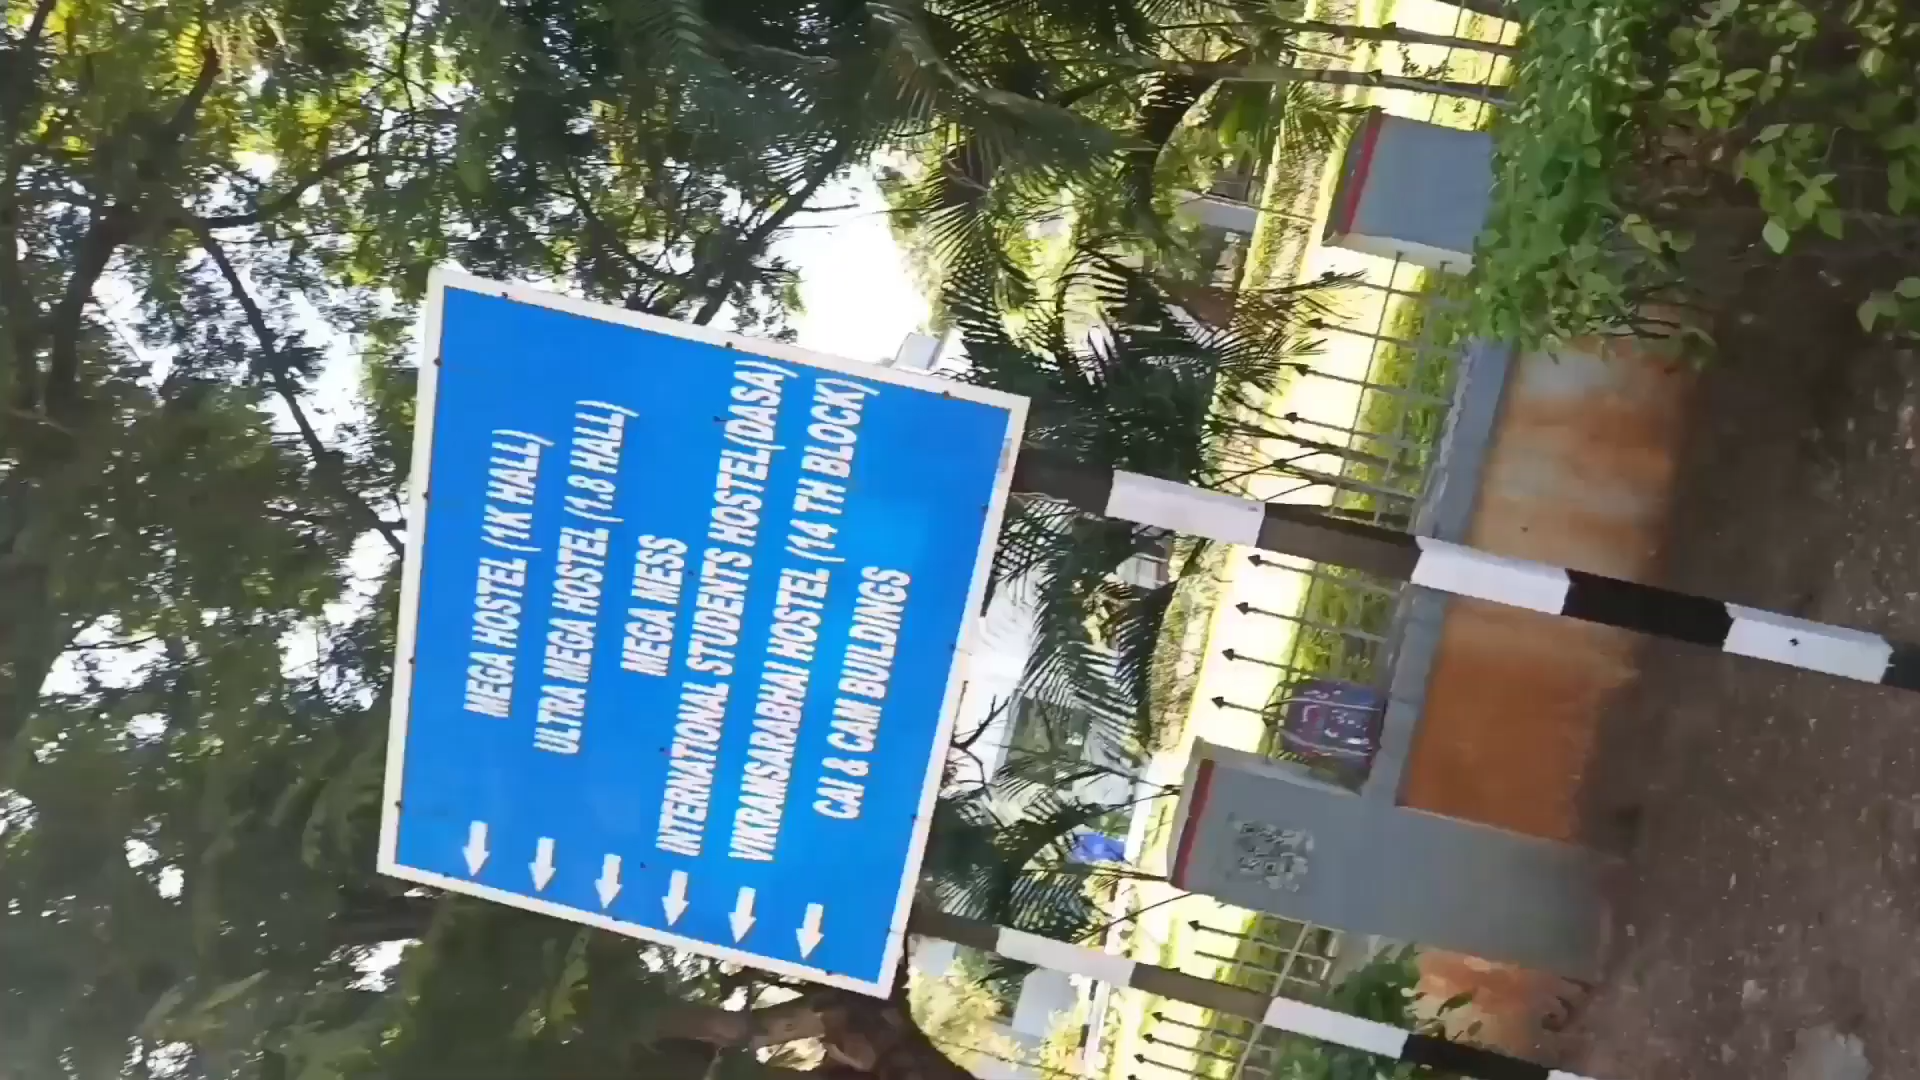 MEGA HOSTEL (1K HALL)
ULTRA MEGA HOSTEL (1.8 HALL)
MEGA MESS
INTERNATIONAL STUDENTS HOSTEL(DASA)
VIKRAMSARABHAI HOSTEL (14 TH BLOCK)
CAI & CAM BUILDINGS